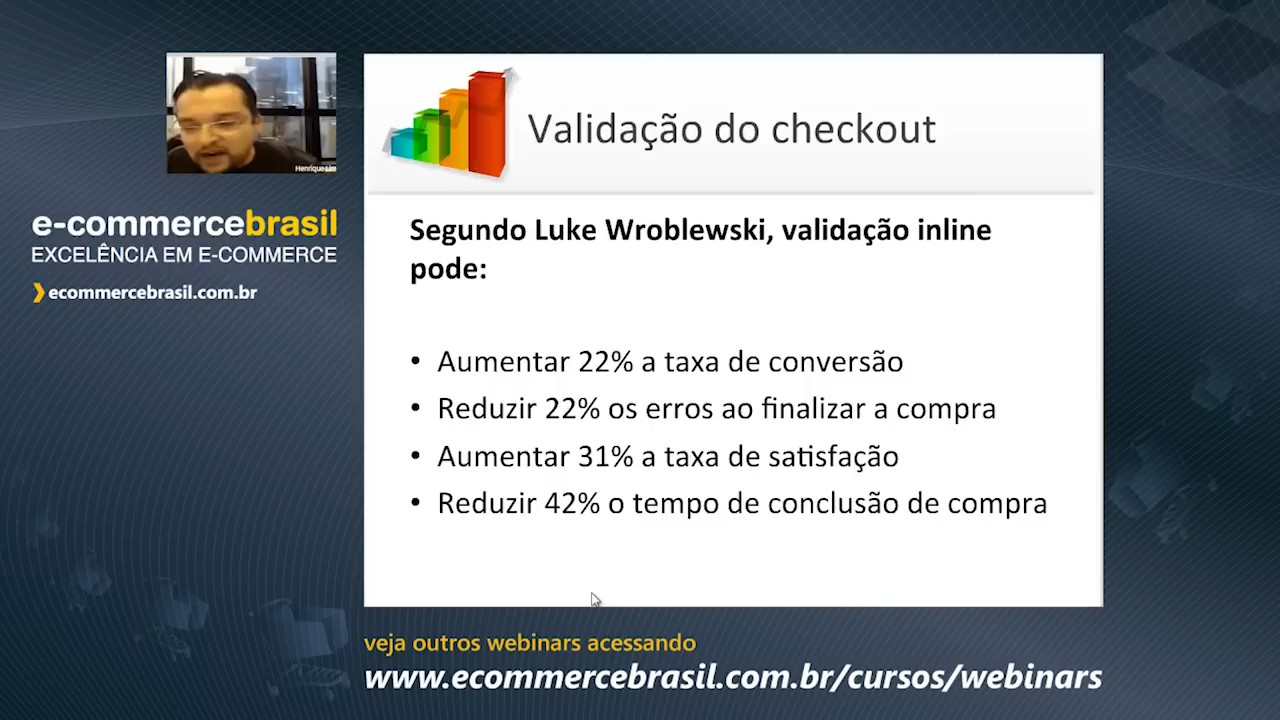 Henrique Lim
e-commercebrasil
EXCELÊNCIA EM E-COMMERCE
ecommercebrasil.com.br
Validação do checkout
Segundo Luke Wroblewski, validação inline
pode:
• Aumentar 22% a taxa de conversão
• Reduzir 22% os erros ao finalizar a compra
• Aumentar 31% a taxa de satisfação
• Reduzir 42% o tempo de conclusão de compra
veja outros webinars acessando
www.ecommercebrasil.com.br/cursos/webinars